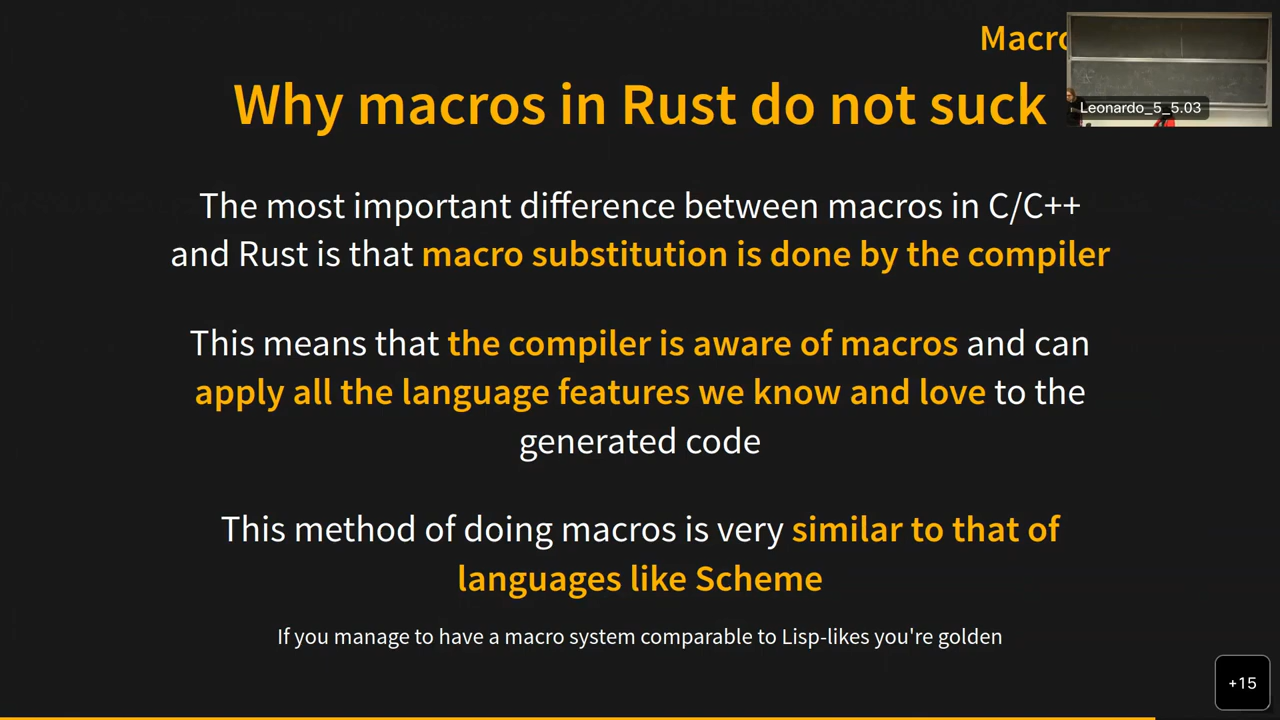 Macro
Why macros in Rust do not suck
Leonardo_5_5.03
The most important difference between macros in C/C++
and Rust is that macro substitution is done by the compiler
This means that the compiler is aware of macros and can
apply all the language features we know and love to the
generated code
This method of doing macros is very similar to that of
languages like Scheme
If you manage to have a macro system comparable to Lisp-likes you're golden
+15